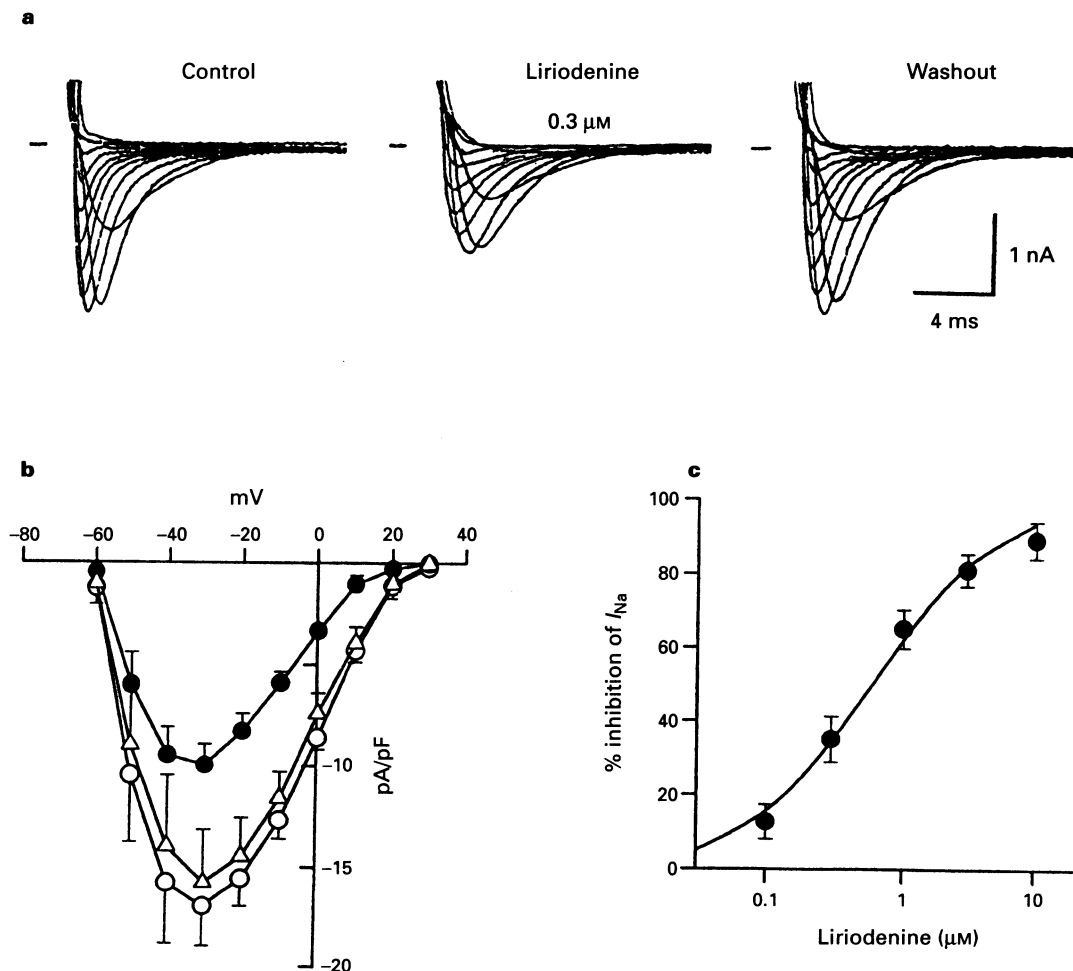 a
Control
Liriodenine
Washout
0.3 μM
1 nA
4 ms
b
mV
−80
−60
−40
−20
0
20
40
pA/pF
−10
−15
−20
c
% inhibition of INa
100
80
60
40
20
0
0.1
1
10
Liriodenine (μM)